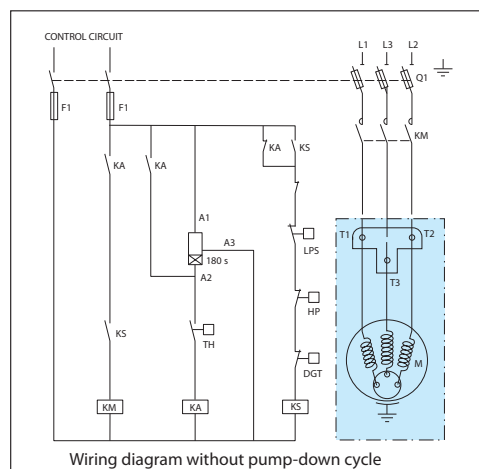 CONTROL CIRCUIT
L1 L3 L2
Q1
F1 F1
KM
KA KA KA KS
A1
A3
180 s
A2
LPS
T1 T2
T3
HP
KS TH
DGT
M
KM KA KS
Wiring diagram without pump-down cycle